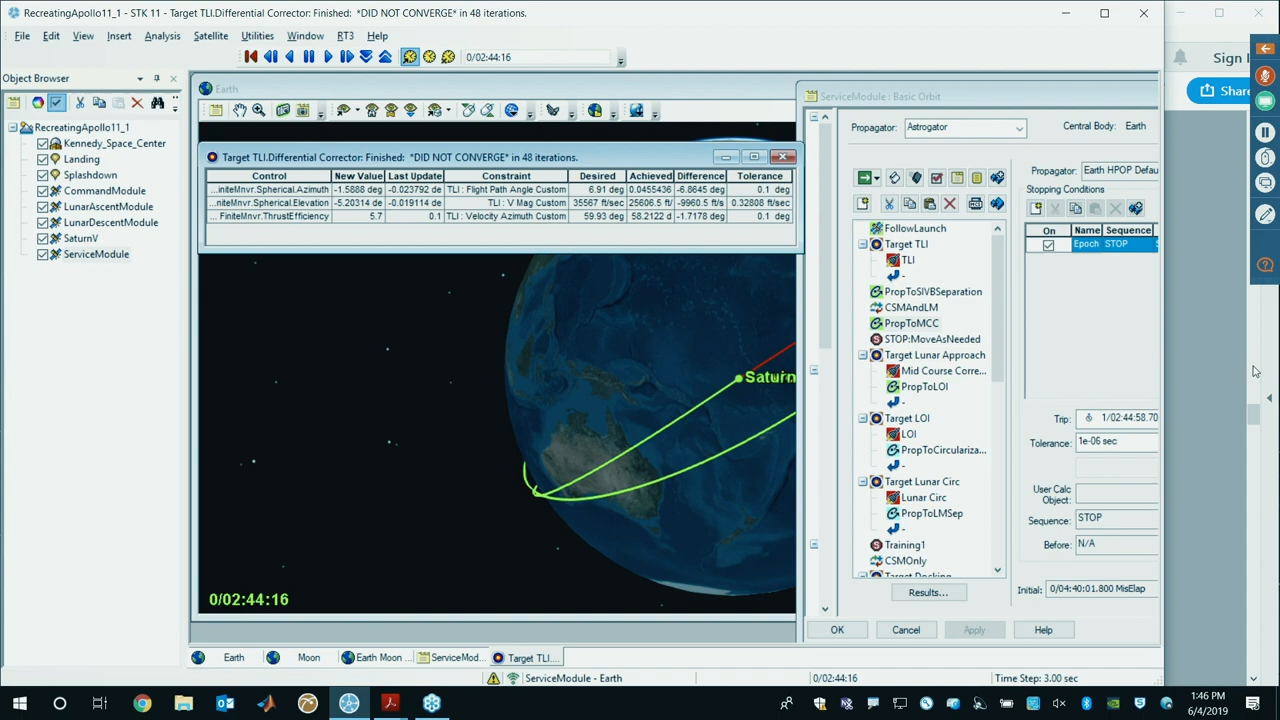 RecreatingApollo11_1 - STK 11 - Target TLI.Differential Corrector: Finished: *DID NOT CONVERGE* in 48 iterations.
File Edit View Insert Analysis Satellite Utilities Window RT3 Help
Sign I
0/02:44:16
Object Browser
Share
Earth
ServiceModule : Basic Orbit
RecreatingApollo11_1
Kennedy_Space_Center
Landing
Splashdown
CommandModule
LunarAscentModule
LunarDescentModule
SaturnV
ServiceModule
Target TLI.Differential Corrector: Finished: *DID NOT CONVERGE* in 48 iterations.
Control New Value Last Update Constraint Desired Achieved Difference Tolerance
...initeMnvr.Spherical.Azimuth -1.5888 deg -0.023792 deg TLI : Flight Path Angle Custom 6.91 deg 0.0455436 -6.8645 deg 0.1 deg
...niteMnvr.Spherical.Elevation -5.20314 deg -0.019114 deg TLI : V Mag Custom 35567 ft/sec 25606.5 ft/ -9960.5 ft/s 0.32808 ft/sec
FiniteMnvr.ThrustEfficiency 5.7 0.1 TLI : Velocity Azimuth Custom 59.93 deg 58.2122 d -1.7178 deg 0.1 deg
Saturn
0/02:44:16
Propagator: Astrogator Central Body: Earth
Propagator: Earth HPOP Defau
Stopping Conditions
On Name Sequence
Epoch STOP
FollowLaunch
Target TLI
TLI
-
PropToSIVBSeparation
CSMAndLM
PropToMCC
STOP:MoveAsNeeded
Target Lunar Approach
Mid Course Corre...
PropToLOI
-
Target LOI
LOI
PropToCirculariza...
-
Target Lunar Circ
Lunar Circ
PropToLMSep
-
Training1
CSMOnly
Target Docking
Results...
Trip: 1/02:44:58.70
Tolerance: 1e-06 sec
User Calc
Object:
Sequence: STOP
Before: N/A
Initial: 0/04:40:01.800 MisElap
OK Cancel Apply Help
Earth Moon Earth Moon ... ServiceMod... Target TLI....
ServiceModule - Earth 0/02:44:16 Time Step: 3.00 sec
1:46 PM
6/4/2019